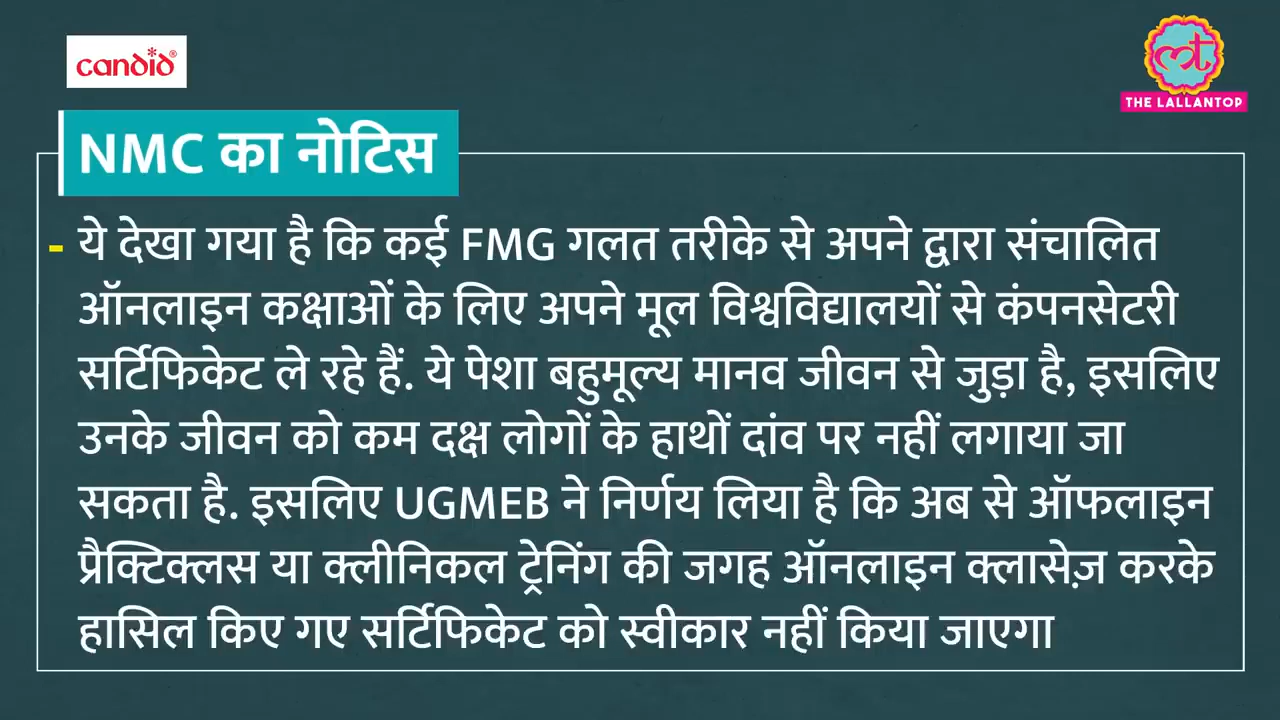 candid®
mt
THE LALLANTOP
NMC का नोटिस
- ये देखा गया है कि कई FMG गलत तरीके से अपने द्वारा संचालित
ऑनलाइन कक्षाओं के लिए अपने मूल विश्वविद्यालयों से कंपनसेटरी
सर्टिफिकेट ले रहे हैं. ये पेशा बहुमूल्य मानव जीवन से जुड़ा है, इसलिए
उनके जीवन को कम दक्ष लोगों के हाथों दांव पर नहीं लगाया जा
सकता है. इसलिए UGMEB ने निर्णय लिया है कि अब से ऑफलाइन
प्रैक्टिक्लस या क्लीनिकल ट्रेनिंग की जगह ऑनलाइन क्लासेज़ करके
हासिल किए गए सर्टिफिकेट को स्वीकार नहीं किया जाएगा